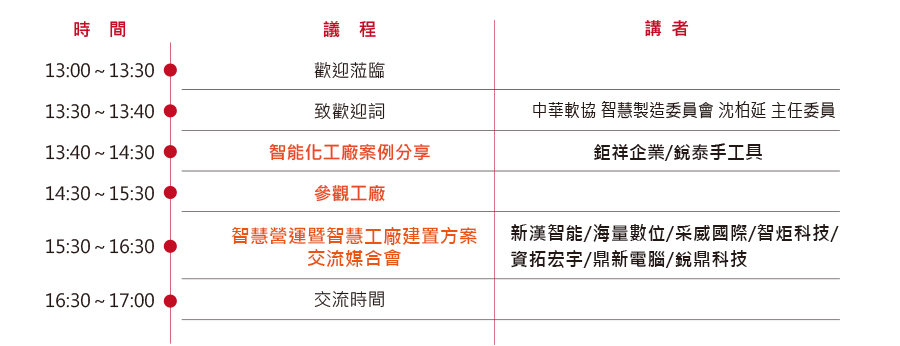 時 間 議 程 講 者
13:00 ~ 13:30 歡迎蒞臨
13:30 ~ 13:40 致歡迎詞 中華軟協 智慧製造委員會 沈柏延 主任委員
13:40 ~ 14:30 智能化工廠案例分享 鉅祥企業/銳泰手工具
14:30 ~ 15:30 參觀工廠
15:30 ~ 16:30 智慧營運暨智慧工廠建置方案
交流媒合會
新漢智能/海量數位/采威國際/智炬科技/
資拓宏宇/鼎新電腦/銳鼎科技
16:30 ~ 17:00 交流時間